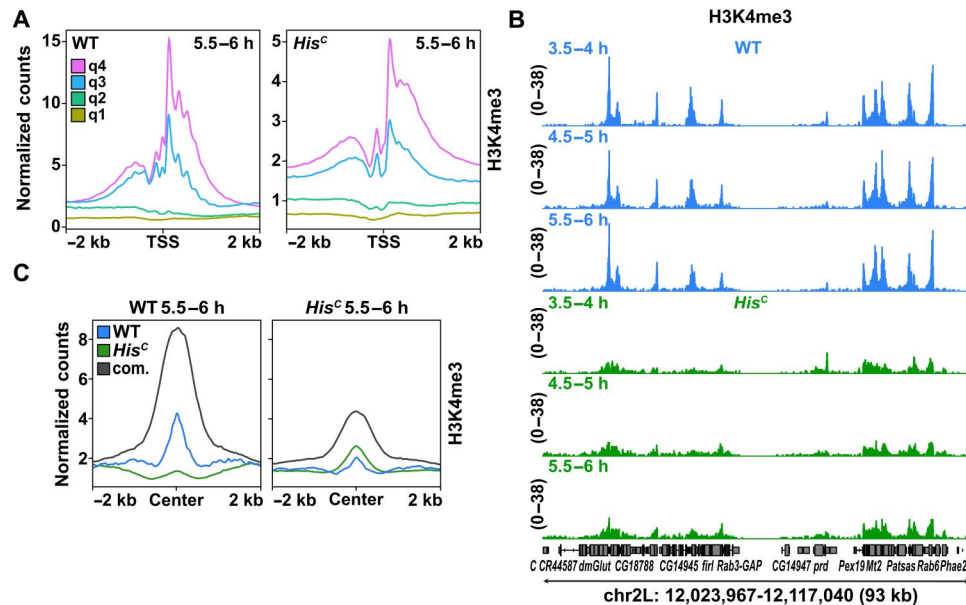 A
WT
5.5–6 h
Normalized counts
15
10
5
0
q4
q3
q2
q1
–2 kb
TSS
2 kb
Hisᶜ
5.5–6 h
5
4
3
2
1
–2 kb
TSS
2 kb
H3K4me3
B
H3K4me3
3.5–4 h
WT
(0–38)
4.5–5 h
(0–38)
5.5–6 h
(0–38)
3.5–4 h
Hisᶜ
(0–38)
4.5–5 h
(0–38)
5.5–6 h
(0–38)
C CR44587 dmGlut CG18788 CG14945 firl Rab3-GAP CG14947 prd Pex19 Mt2 Patsas Rab6 Phae2
chr2L: 12,023,967-12,117,040 (93 kb)
C
WT 5.5–6 h
Normalized counts
8
6
4
2
WT
Hisᶜ
com.
–2 kb
Center
2 kb
Hisᶜ 5.5–6 h
–2 kb
Center
2 kb
H3K4me3